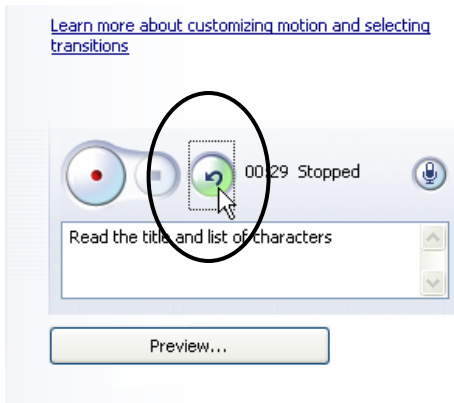 Learn more about customizing motion and selecting
transitions
00:29 Stopped
Read the title and list of characters
Preview...